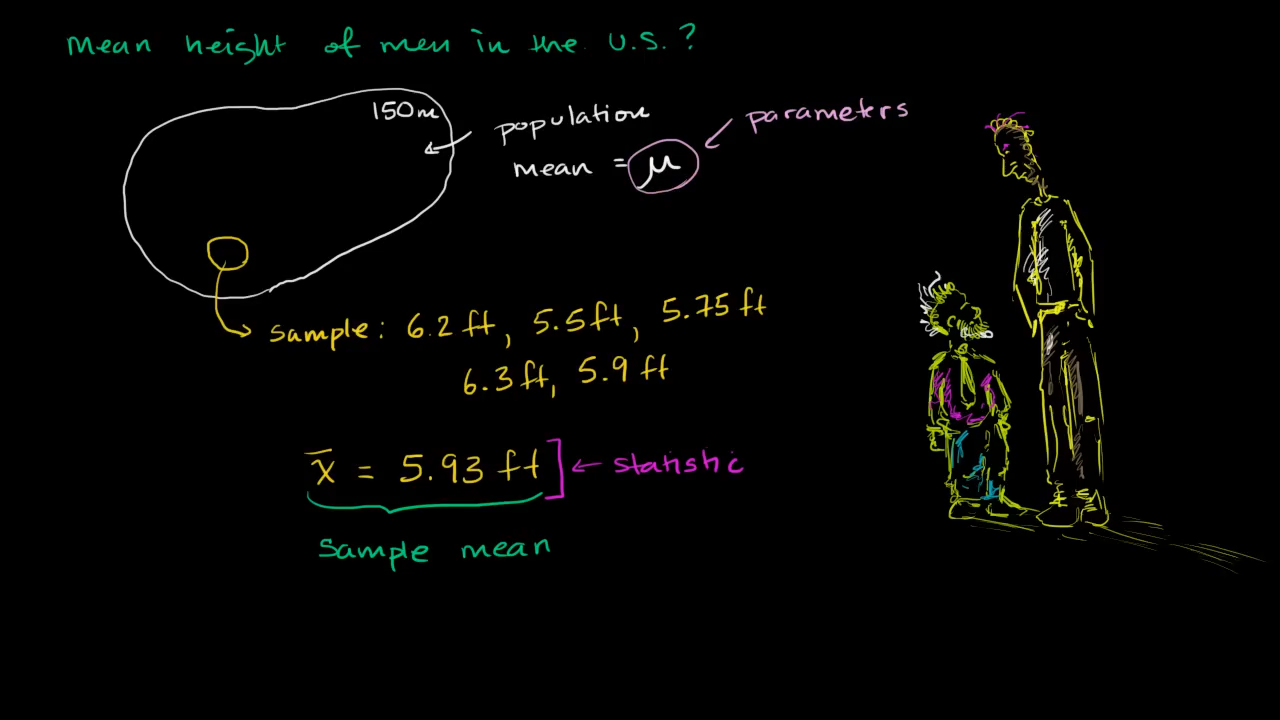 Mean height of men in the U.S.?
150m
population
mean = μ
parameters
sample: 6.2 ft, 5.5 ft, 5.75 ft
6.3 ft, 5.9 ft
x̄ = 5.93 ft
statistic
Sample mean